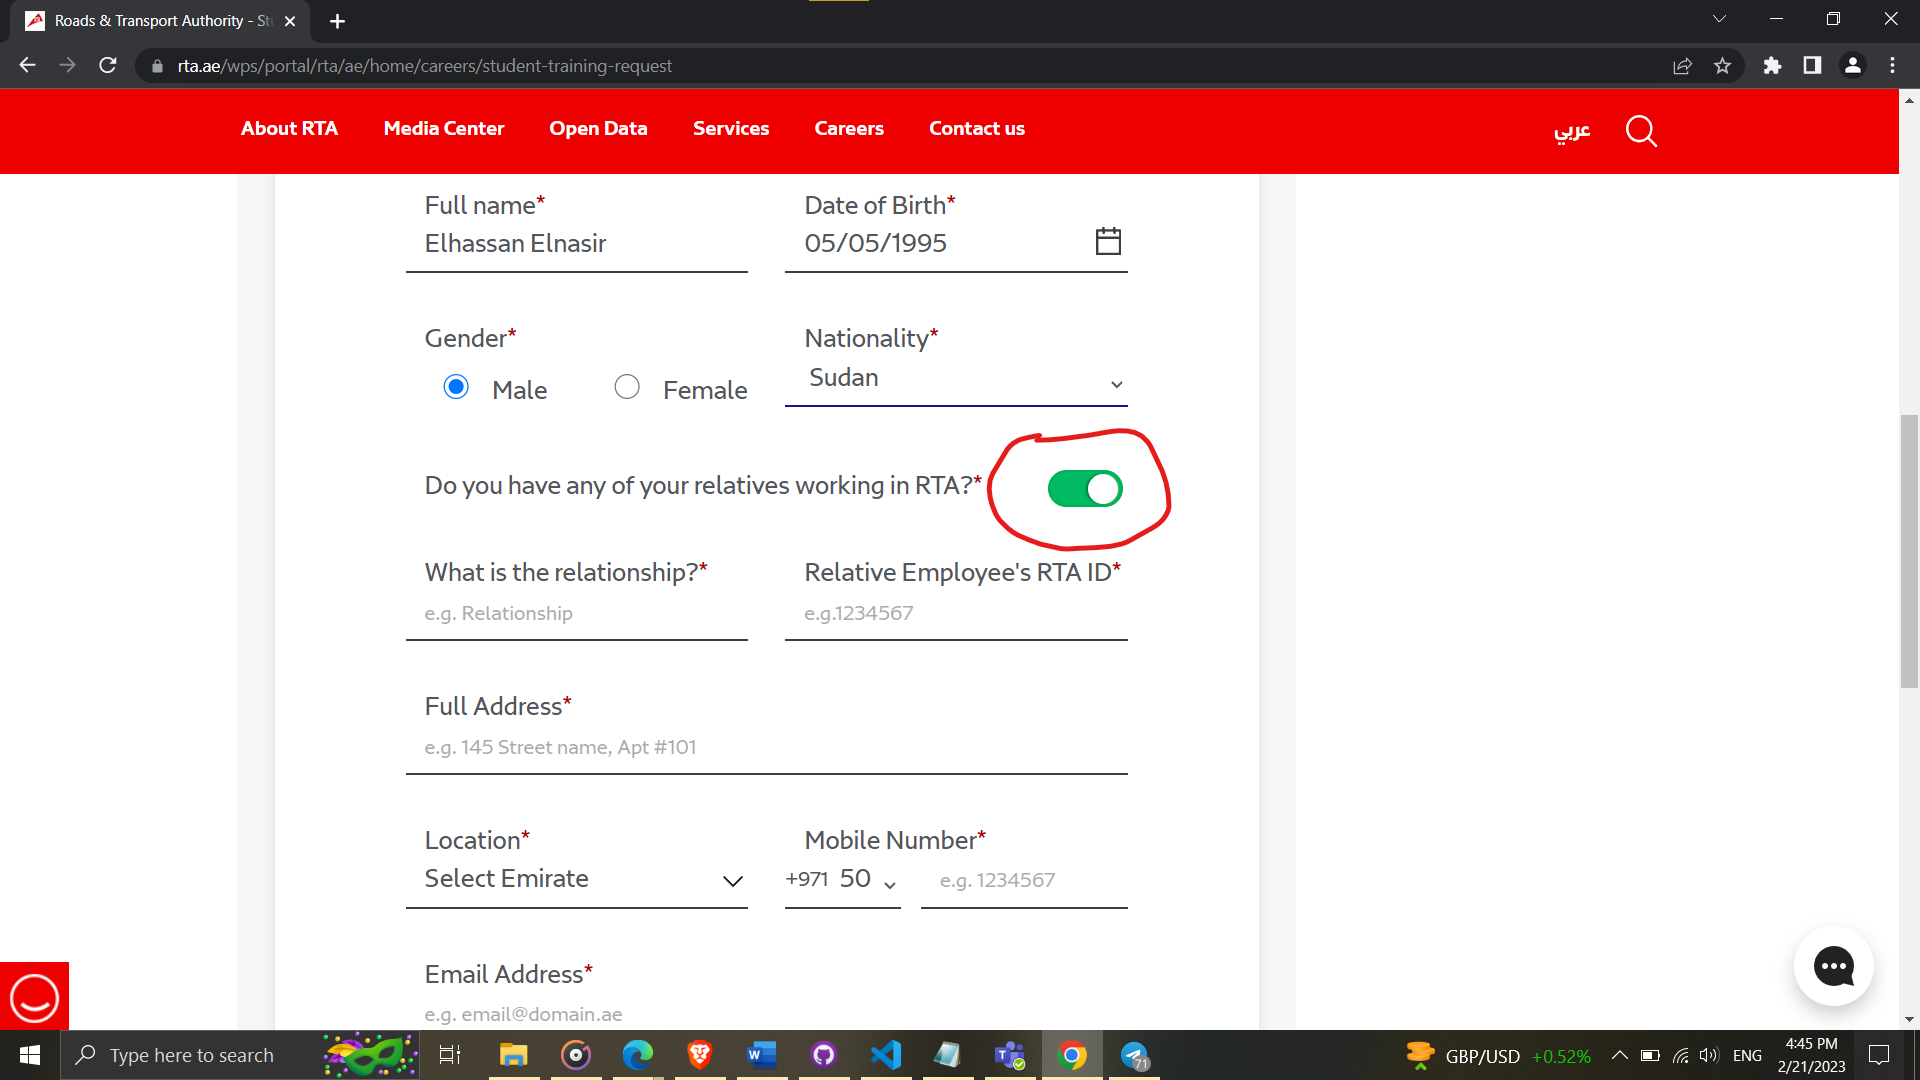 Roads & Transport Authority - St
rta.ae/wps/portal/rta/ae/home/careers/student-training-request
About RTA Media Center Open Data Services Careers Contact us عربي
Full name* Date of Birth*
Elhassan Elnasir 05/05/1995
Gender* Nationality*
Male Female Sudan
Do you have any of your relatives working in RTA?*
What is the relationship?* Relative Employee's RTA ID*
e.g. Relationship e.g.1234567
Full Address*
e.g. 145 Street name, Apt #101
Location* Mobile Number*
Select Emirate +971 50 e.g. 1234567
Email Address*
e.g. email@domain.ae
Type here to search 71 GBP/USD +0.52% ENG 4:45 PM
2/21/2023